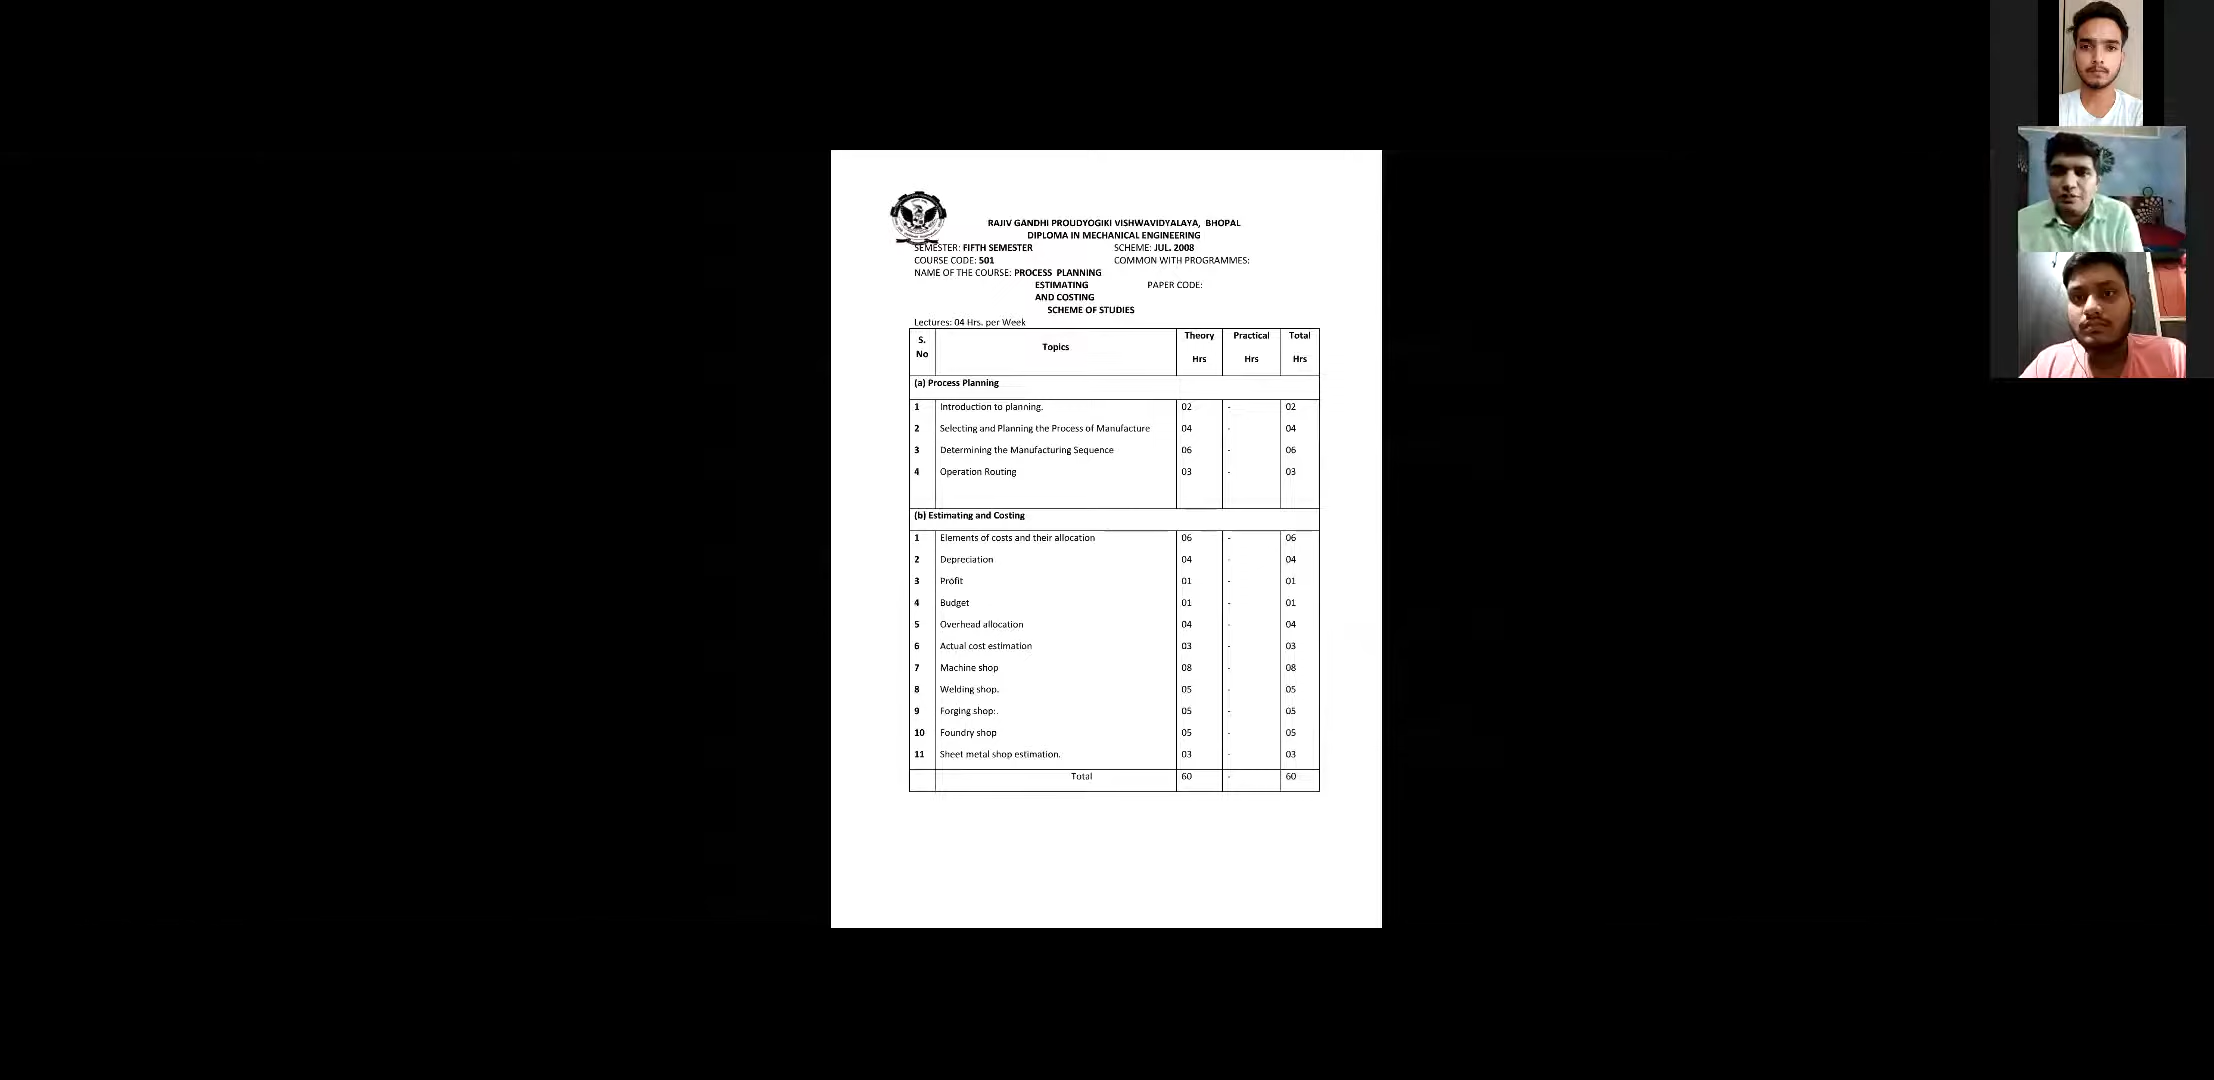 RAJIV GANDHI PROUDYOGIKI VISHWAVIDYALAYA, BHOPAL
DIPLOMA IN MECHANICAL ENGINEERING
SEMESTER: FIFTH SEMESTER SCHEME: JUL. 2008
COURSE CODE: 501 COMMON WITH PROGRAMMES:
NAME OF THE COURSE: PROCESS PLANNING
ESTIMATING PAPER CODE:
AND COSTING
SCHEME OF STUDIES
Lectures: 04 Hrs. per Week
S. No Topics Theory Hrs Practical Hrs Total Hrs
(a) Process Planning
1 Introduction to planning. 02 - 02
2 Selecting and Planning the Process of Manufacture 04 - 04
3 Determining the Manufacturing Sequence 06 - 06
4 Operation Routing 03 - 03
(b) Estimating and Costing
1 Elements of costs and their allocation 06 - 06
2 Depreciation 04 - 04
3 Profit 01 - 01
4 Budget 01 - 01
5 Overhead allocation 04 - 04
6 Actual cost estimation 03 - 03
7 Machine shop 08 - 08
8 Welding shop. 05 - 05
9 Forging shop:. 05 - 05
10 Foundry shop 05 - 05
11 Sheet metal shop estimation. 03 - 03
Total 60 - 60